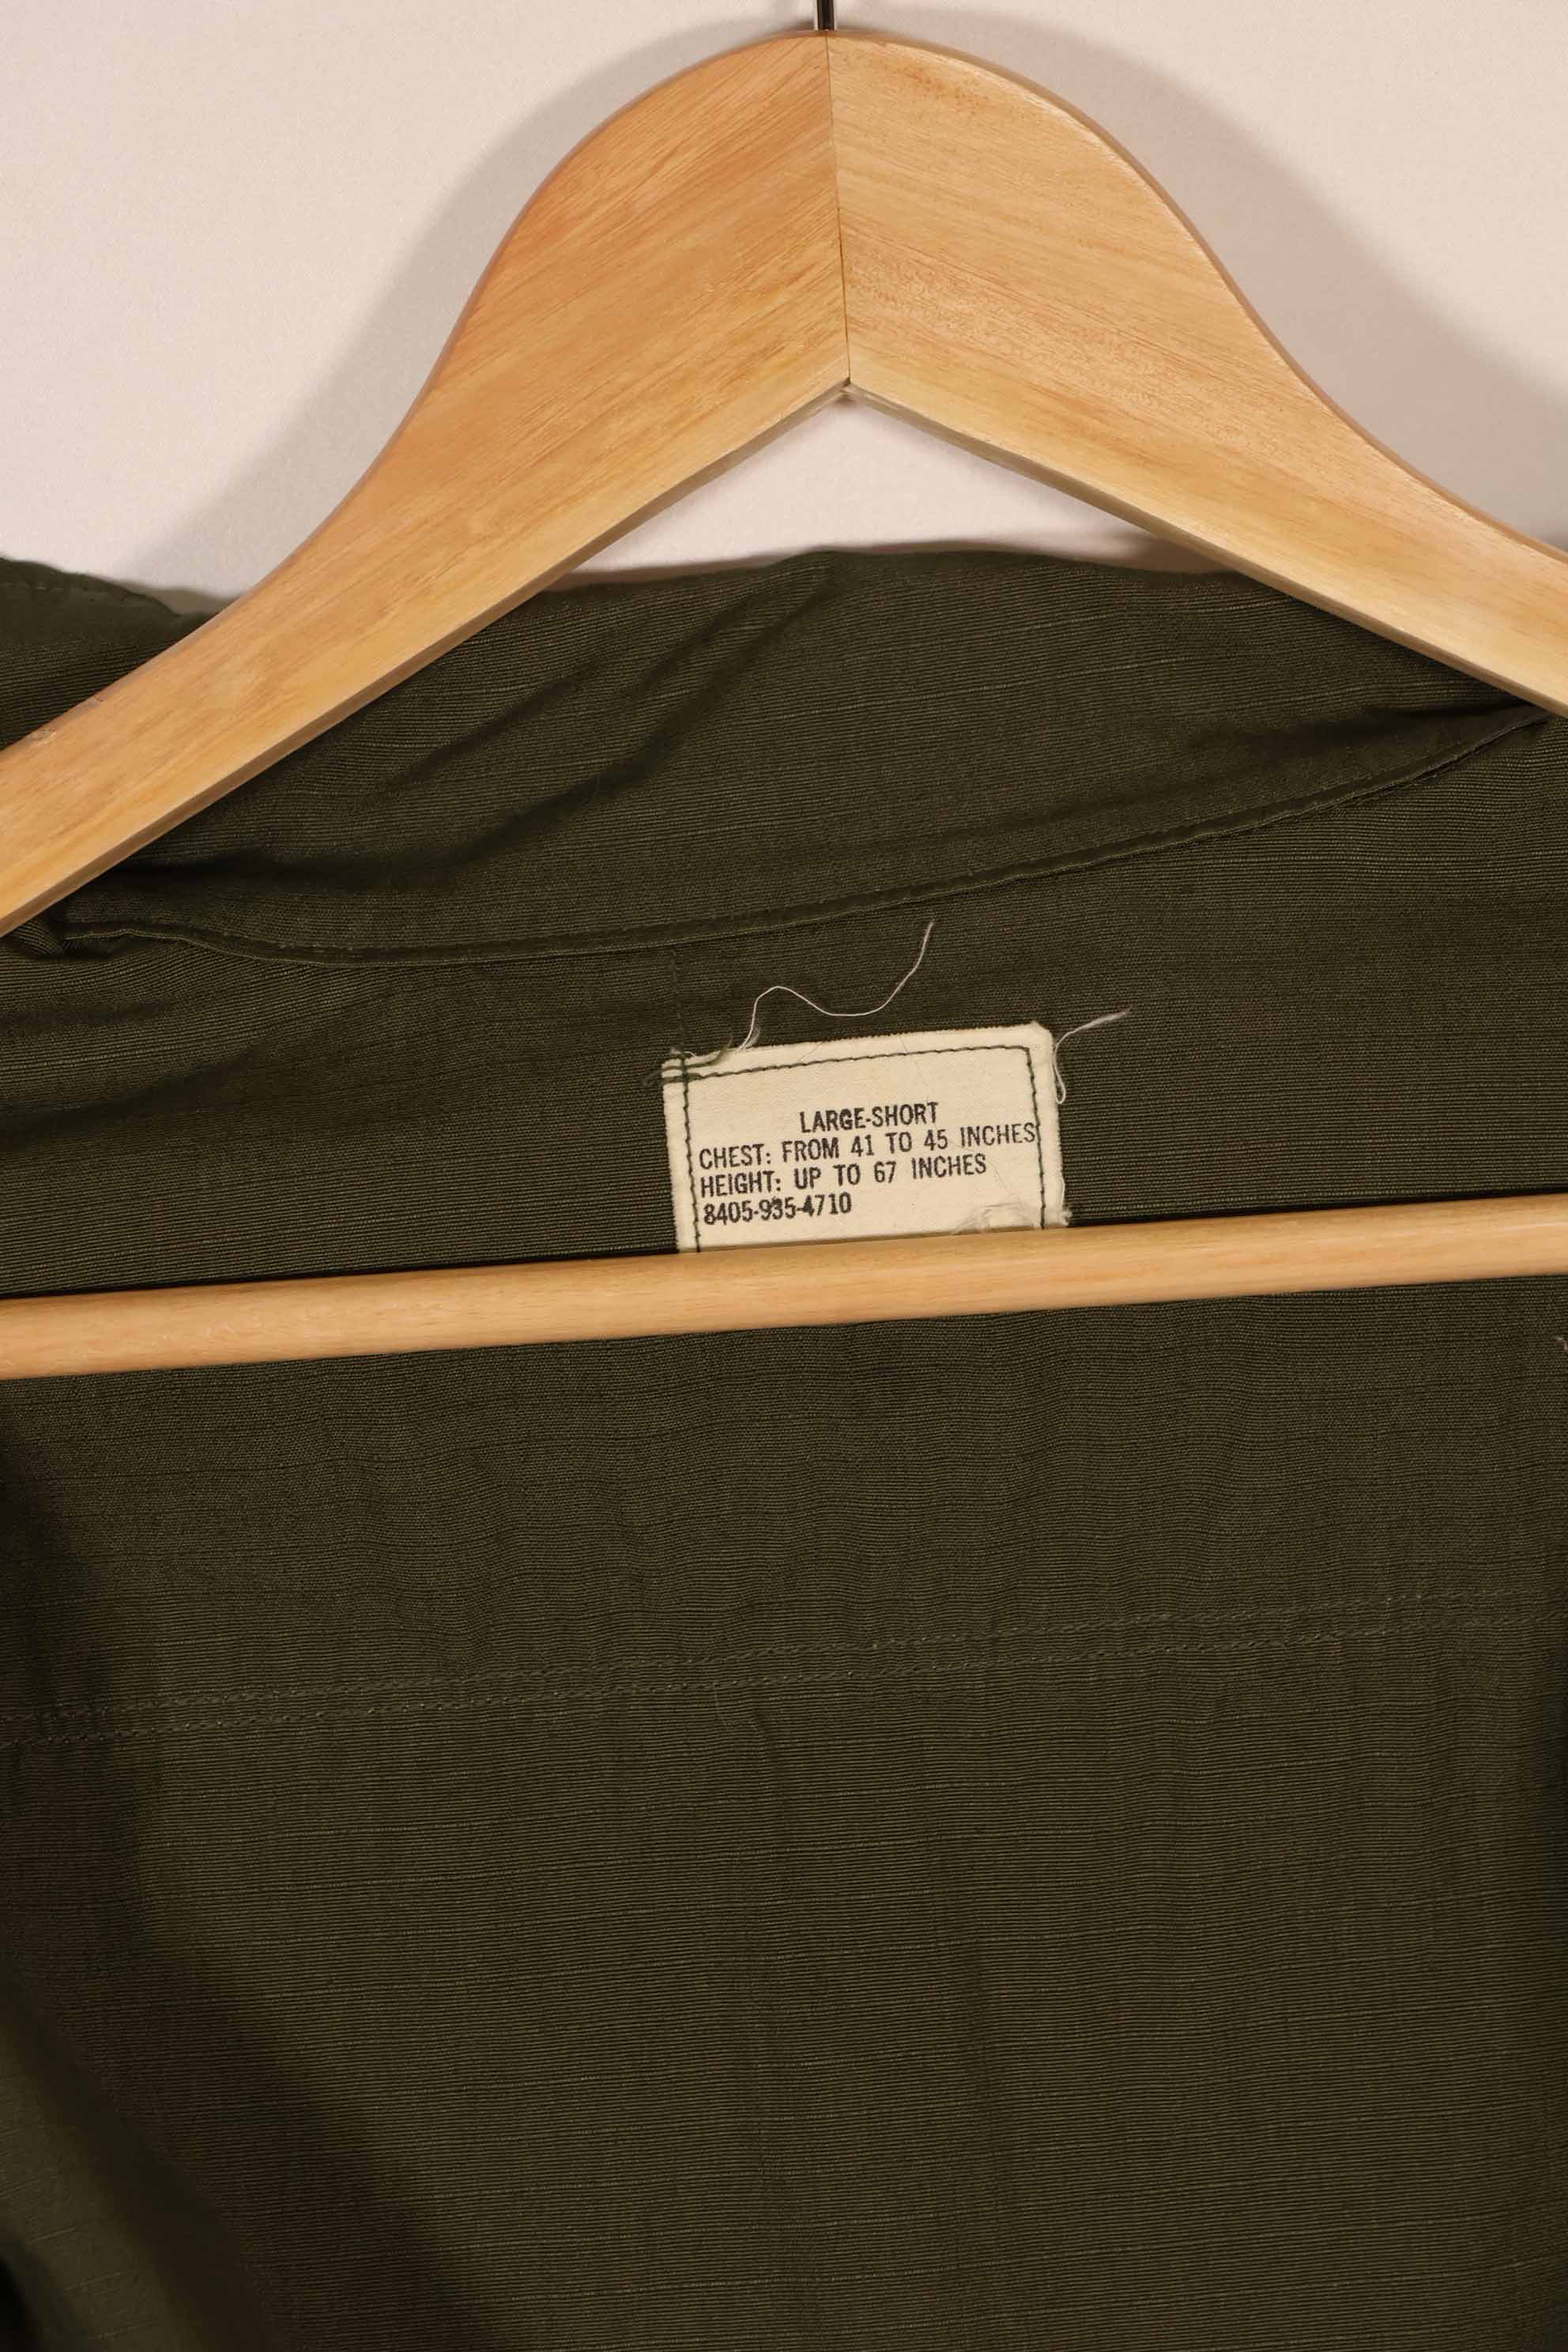 LARGE-SHORT
CHEST: FROM 41 TO 45 INCHES
HEIGHT: UP TO 67 INCHES
8405-935-4710